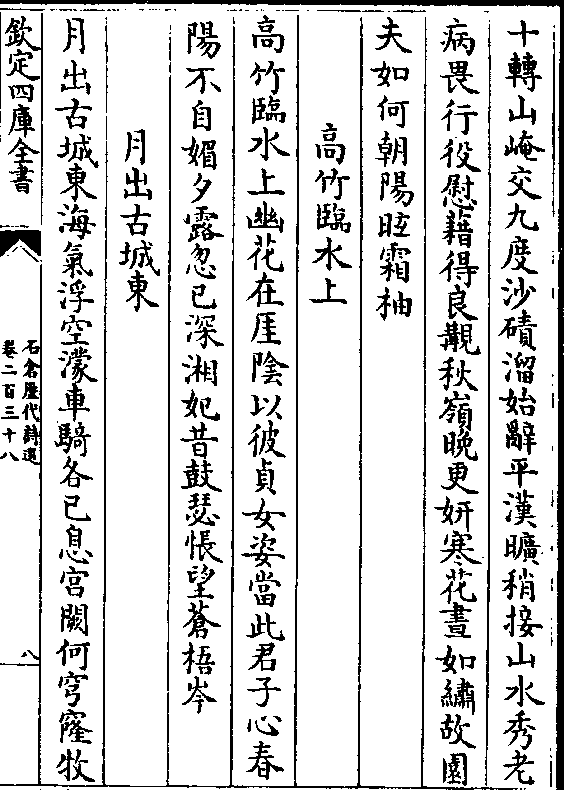 十轉山崦交九度沙磧溜始辭平漢曠稍接山水秀老
病畏行役慰藉得良覯秋嶺晚更妍寒花晝如繡故園
夫如何朝陽眩霜柚
高竹臨水上
高竹臨水上幽花在厓陰以彼貞女姿當此君子心春
陽不自媚夕露忽已深湘妃昔鼓瑟悵望蒼梧岑
月出古城東
月出古城東海氣浮空濛車騎各已息宫闕何穹窿牧
欽定四庫全書
石倉歷代詩選
卷二百三十八
八